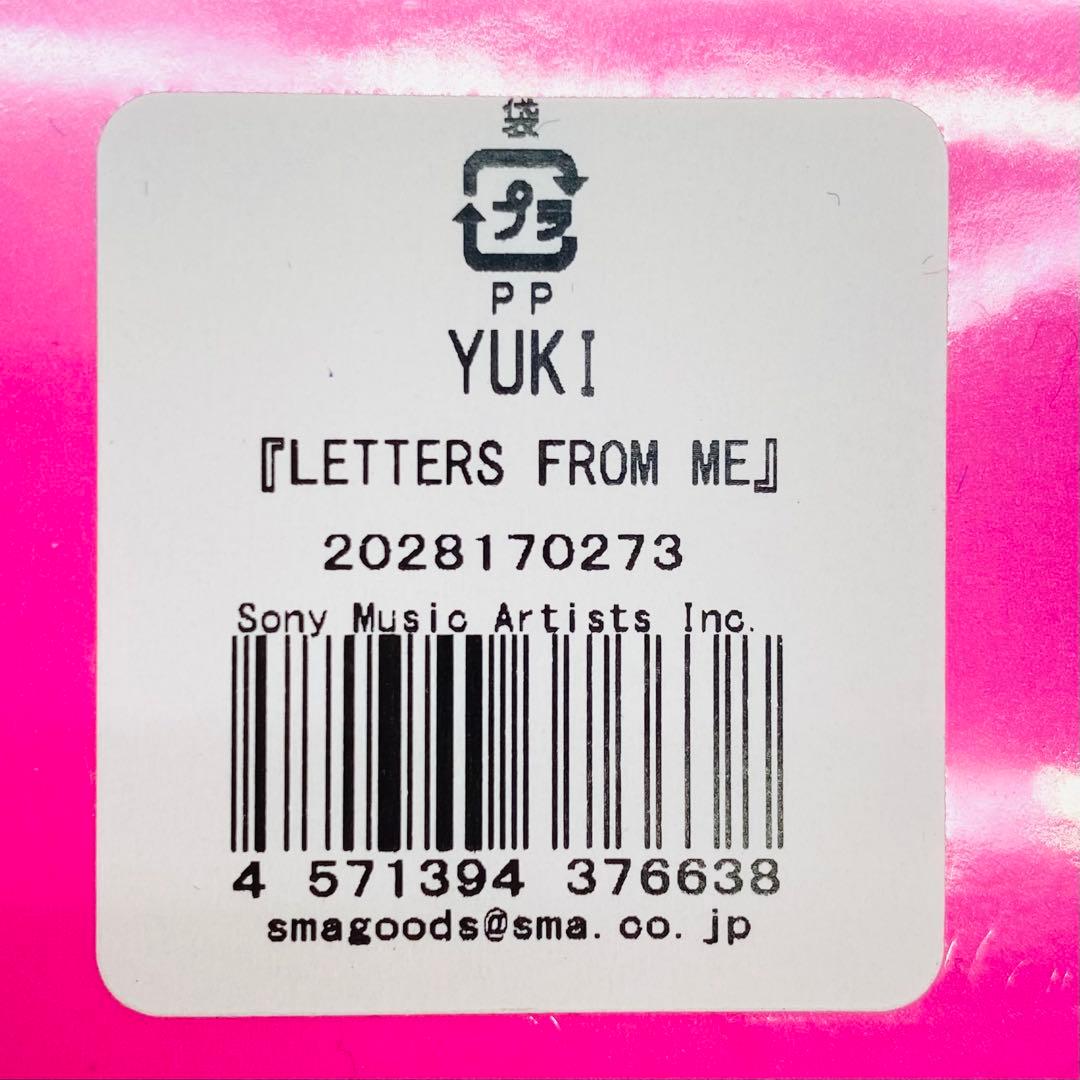 袋
プラ
PP
YUKI
『LETTERS FROM ME』
2028170273
Sony Music Artists Inc.
4 571394 376638
smagoods@sma.co.jp